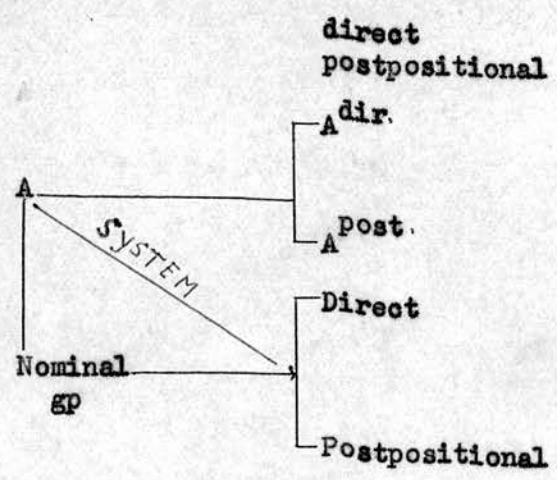 direct
postpositional
A dir.
A
A post.
SYSTEM
Direct
Nominal
gp
Postpositional